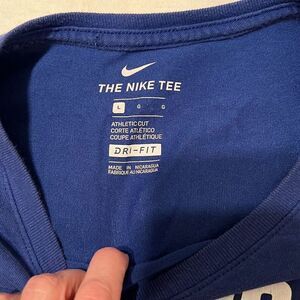 THE NIKE TEE
L G G
ATHLETIC CUT
CORTE ATLÉTICO
COUPE ATHLÉTIQUE
DRI-FIT
MADE IN NICARAGUA
FABRIQUÉ AU NICARAGUA